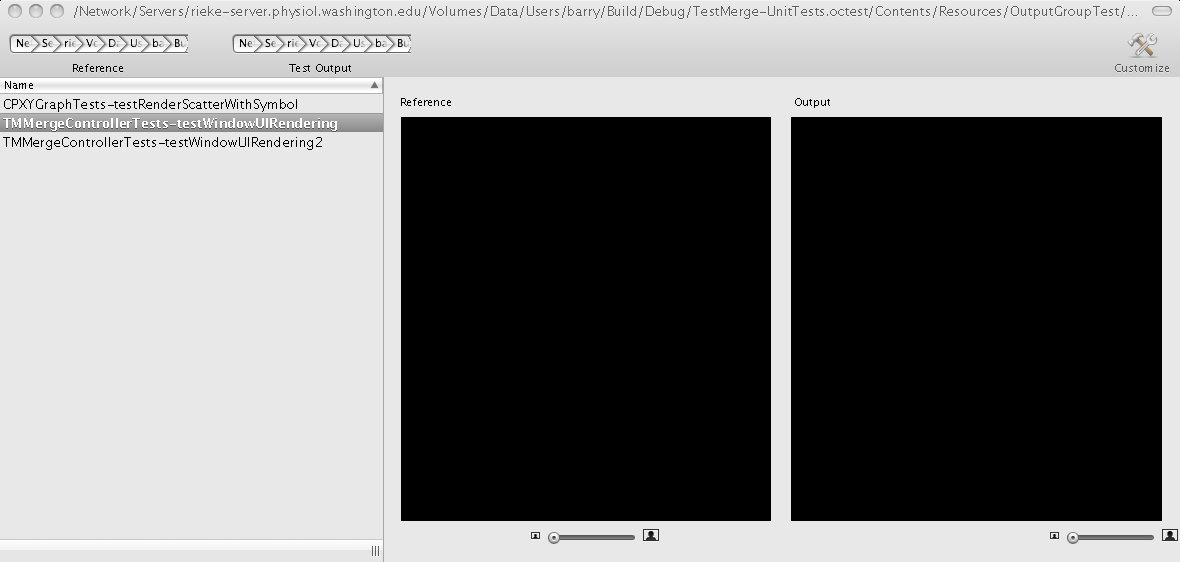 /Network/Servers/rieke-server.physiol.washington.edu/Volumes/Data/Users/barry/Build/Debug/TestMerge-UnitTests.octest/Contents/Resources/OutputGroupTest/...
Ne Se rie Vo Da Us ba Bu
Ne Se rie Vo Da Us ba Bu
Reference
Test Output
Customize
Name
CPXYGraphTests-testRenderScatterWithSymbol
TMMergeControllerTests-testWindowUIRendering
TMMergeControllerTests-testWindowUIRendering2
Reference
Output